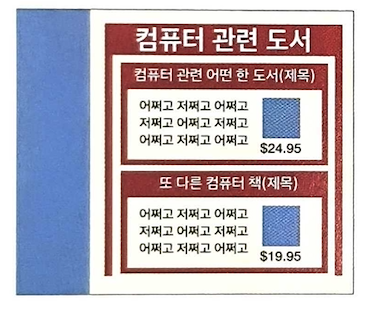 컴퓨터 관련 도서
컴퓨터 관련 어떤 한 도서(제목)
어쩌고 저쩌고 어쩌고
저쩌고 어쩌고 저쩌고
어쩌고 저쩌고 어쩌고
$24.95
또 다른 컴퓨터 책(제목)
어쩌고 저쩌고 어쩌고
저쩌고 어쩌고 저쩌고
어쩌고 저쩌고 어쩌고
$19.95